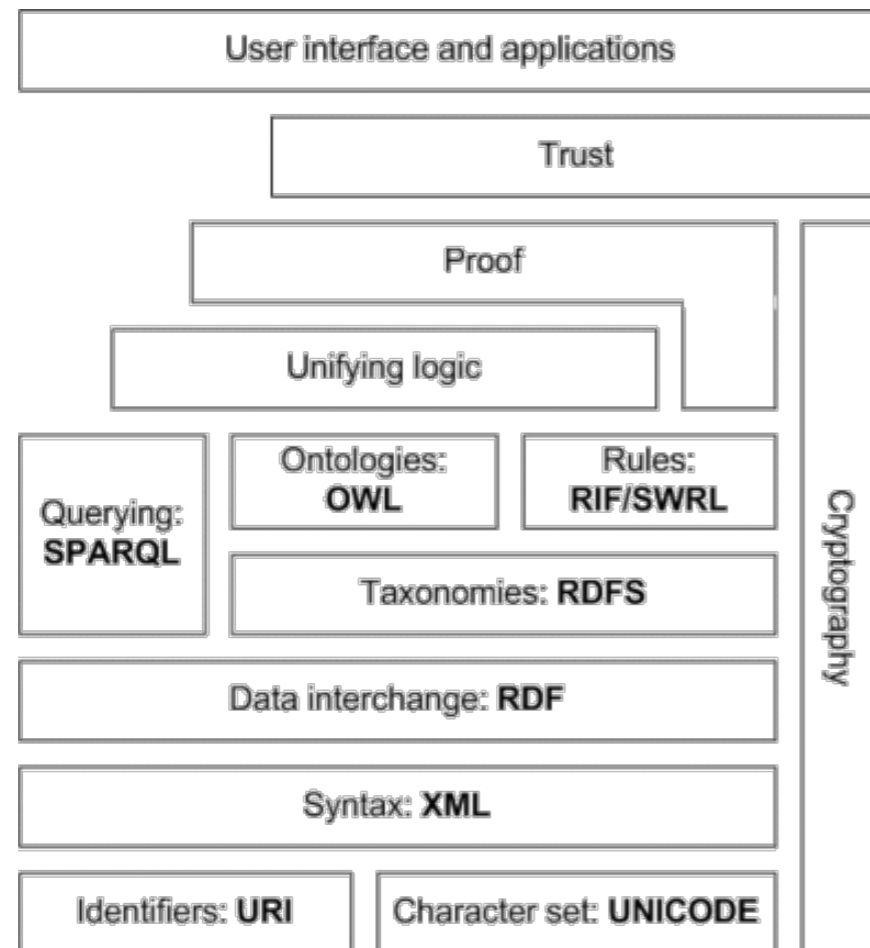 User interface and applications
Trust
Proof
Unifying logic
Ontologies:
OWL
Rules:
RIF/SWRL
Querying:
SPARQL
Taxonomies: RDFS
Cryptography
Data interchange: RDF
Syntax: XML
Identifiers: URI
Character set: UNICODE